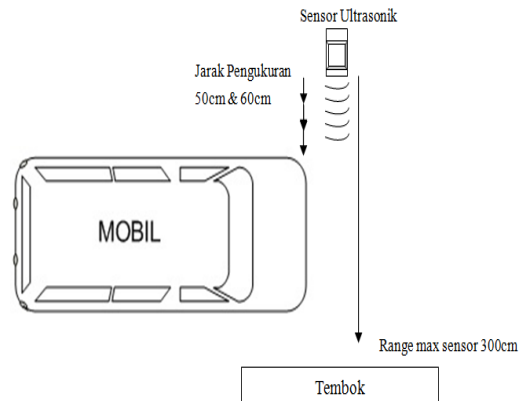 Sensor Ultrasonik
Jarak Pengukuran
50cm & 60cm
MOBIL
Range max sensor 300cm
Tembok